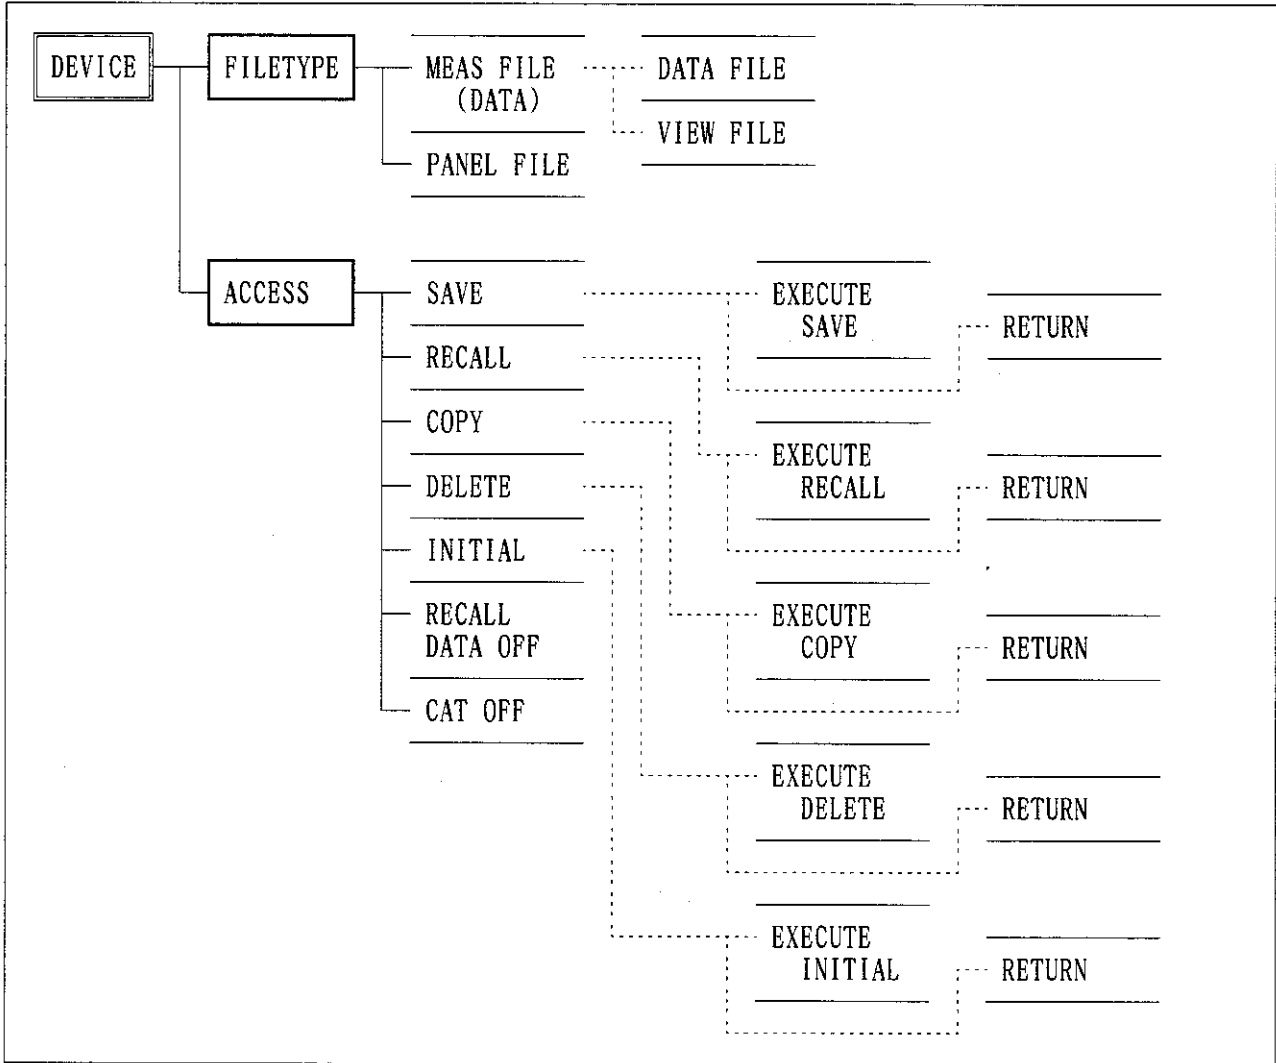 DEVICE
FILETYPE
MEAS FILE
(DATA)
DATA FILE
VIEW FILE
PANEL FILE
ACCESS
SAVE
EXECUTE
SAVE
RETURN
RECALL
EXECUTE
RECALL
RETURN
COPY
EXECUTE
COPY
RETURN
DELETE
EXECUTE
DELETE
RETURN
INITIAL
EXECUTE
INITIAL
RETURN
RECALL
DATA OFF
CAT OFF